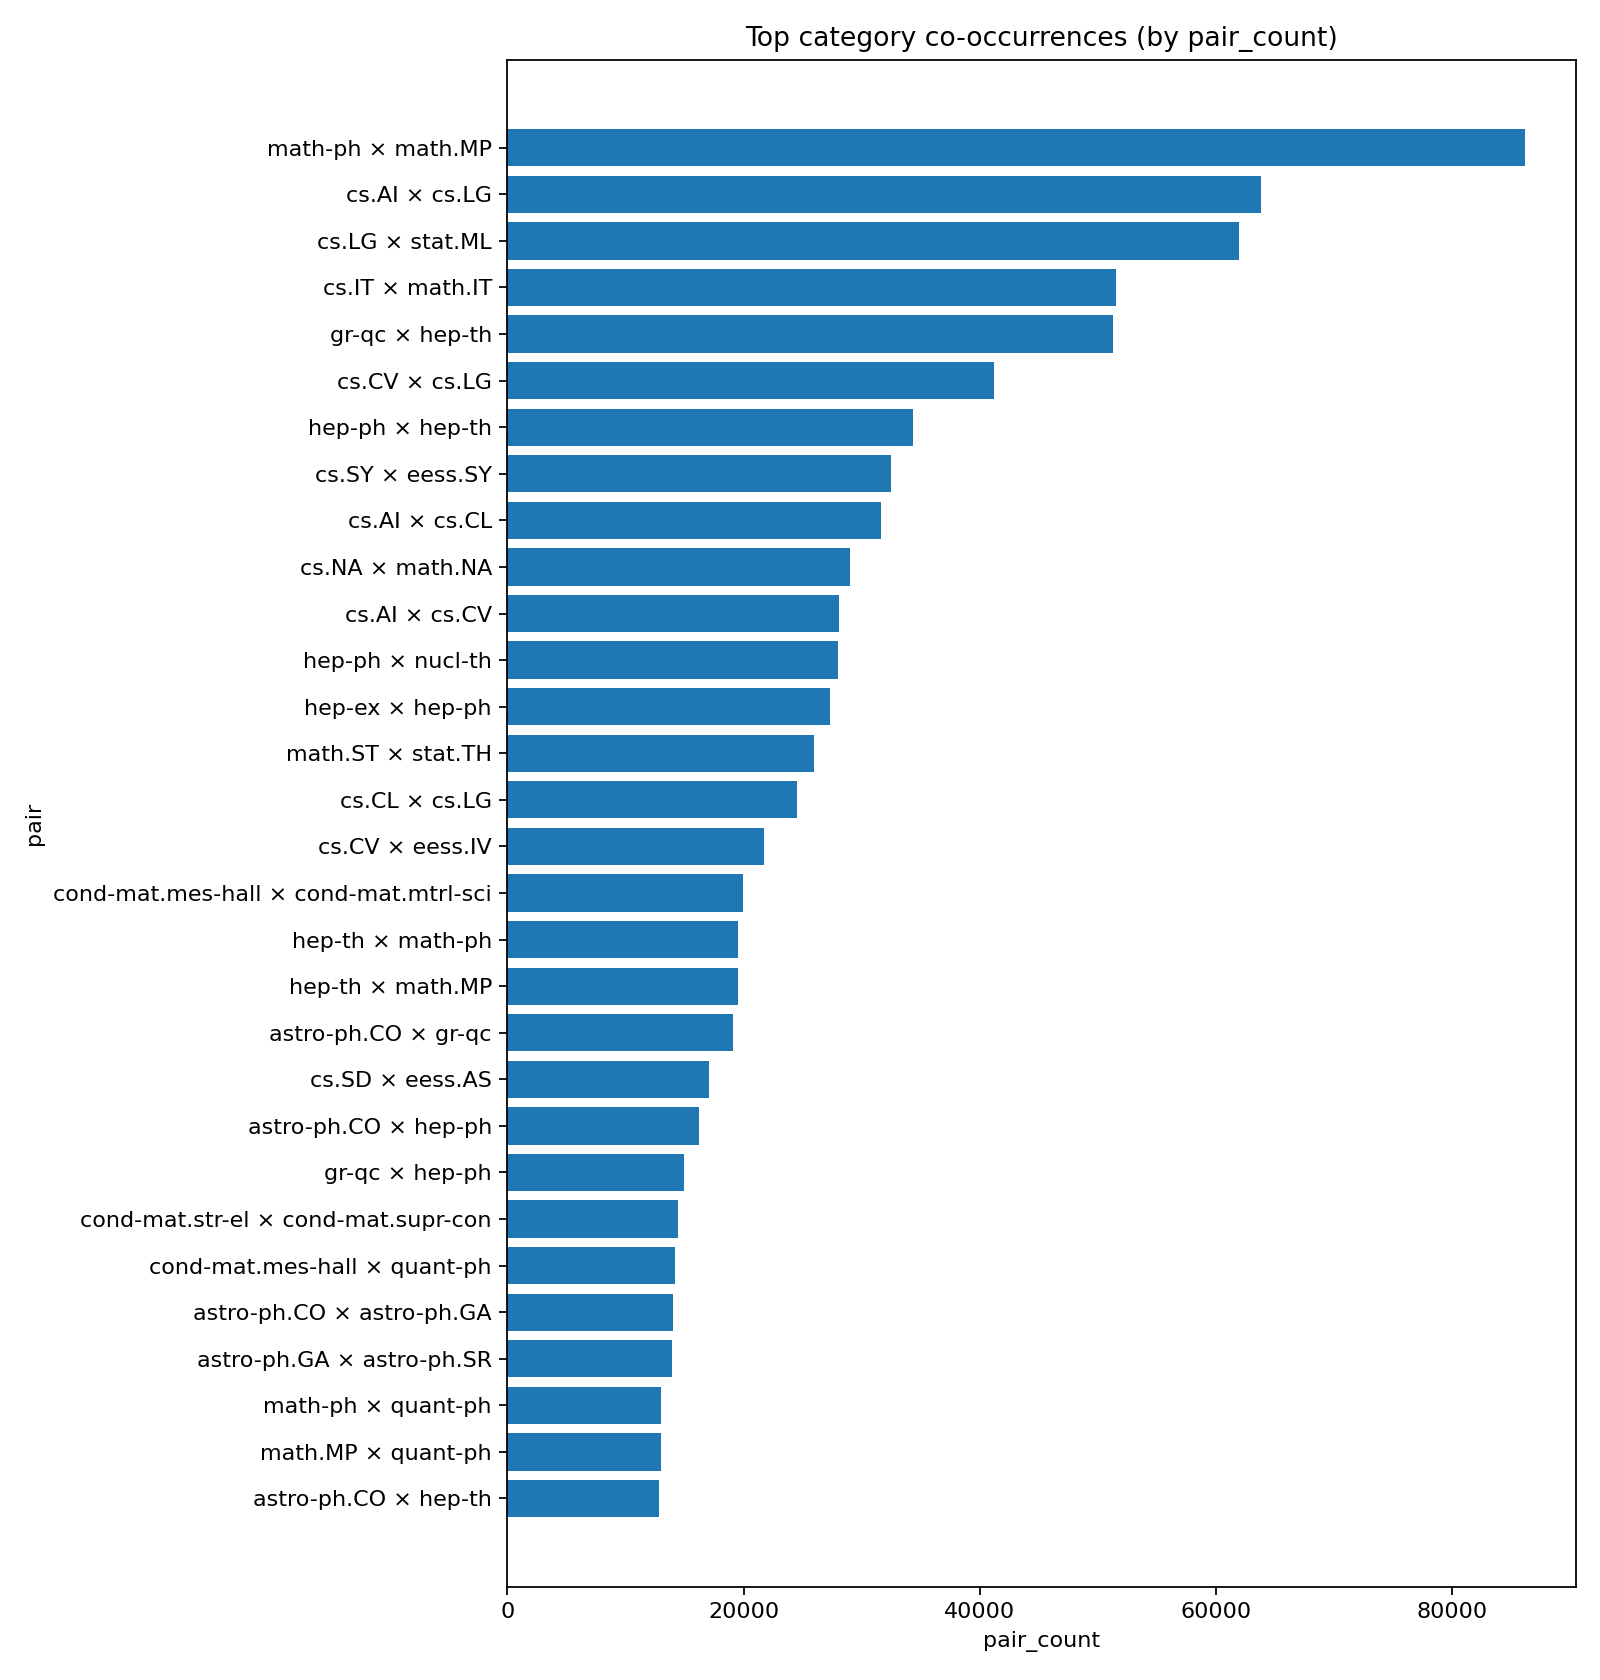 Top category co-occurrences (by pair_count)
math-ph × math.MP
cs.AI × cs.LG
cs.LG × stat.ML
cs.IT × math.IT
gr-qc × hep-th
cs.CV × cs.LG
hep-ph × hep-th
cs.SY × eess.SY
cs.AI × cs.CL
cs.NA × math.NA
cs.AI × cs.CV
hep-ph × nucl-th
hep-ex × hep-ph
math.ST × stat.TH
cs.CL × cs.LG
cs.CV × eess.IV
cond-mat.mes-hall × cond-mat.mtrl-sci
hep-th × math-ph
hep-th × math.MP
astro-ph.CO × gr-qc
cs.SD × eess.AS
astro-ph.CO × hep-ph
gr-qc × hep-ph
cond-mat.str-el × cond-mat.supr-con
cond-mat.mes-hall × quant-ph
astro-ph.CO × astro-ph.GA
astro-ph.GA × astro-ph.SR
math-ph × quant-ph
math.MP × quant-ph
astro-ph.CO × hep-th
pair
0 20000 40000 60000 80000
pair_count